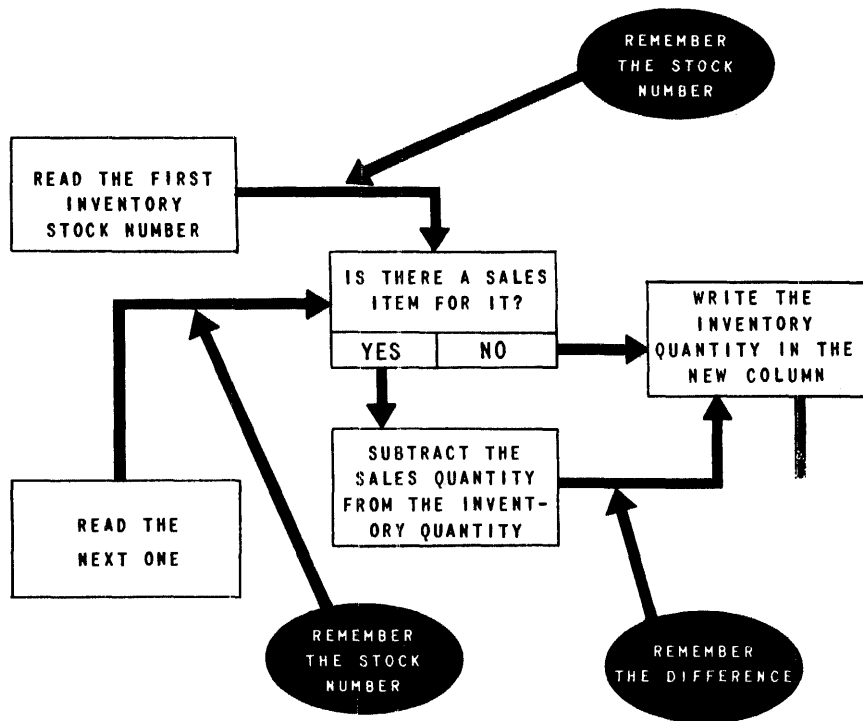 REMEMBER
THE STOCK
NUMBER
READ THE FIRST
INVENTORY
STOCK NUMBER
IS THERE A SALES
ITEM FOR IT?
YES NO
WRITE THE
INVENTORY
QUANTITY IN THE
NEW COLUMN
SUBTRACT THE
SALES QUANTITY
FROM THE INVENT-
ORY QUANTITY
READ THE
NEXT ONE
REMEMBER
THE STOCK
NUMBER
REMEMBER
THE DIFFERENCE